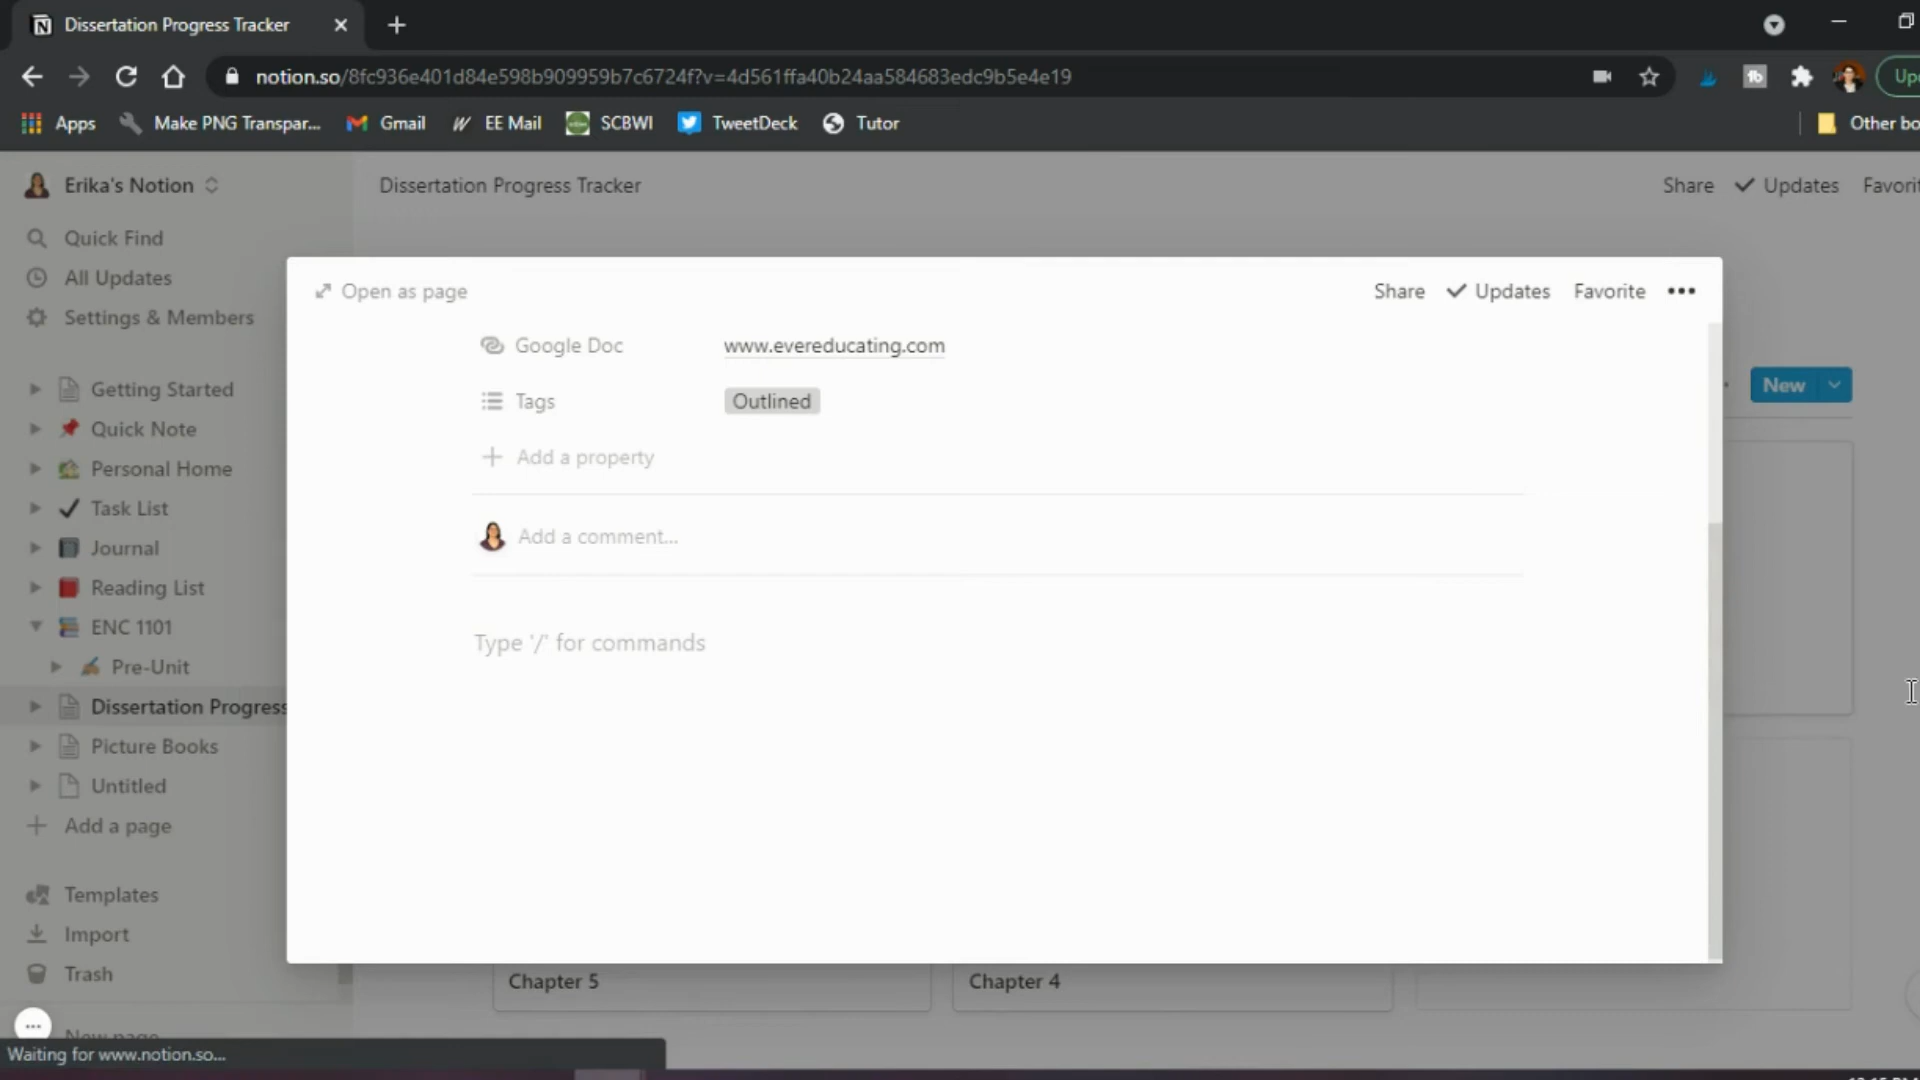 Dissertation Progress Tracker
notion.so/8fc936e401d84e598b909959b7c6724f?v=4d561ffa40b24aa584683edc9b5e4e19
Apps Make PNG Transpar... Gmail EE Mail SCBWI TweetDeck Tutor Other bo
Erika's Notion
Dissertation Progress Tracker
Share Updates Favorit
Quick Find
All Updates
Settings & Members
Getting Started
Quick Note
Personal Home
Task List
Journal
Reading List
ENC 1101
Pre-Unit
Dissertation Progress
Picture Books
Untitled
Add a page
Templates
Import
Trash
New page
Open as page
Share Updates Favorite
Google Doc www.evereducating.com
Tags Outlined
Add a property
Add a comment...
Type '/' for commands
New
Chapter 5
Chapter 4
Waiting for www.notion.so...